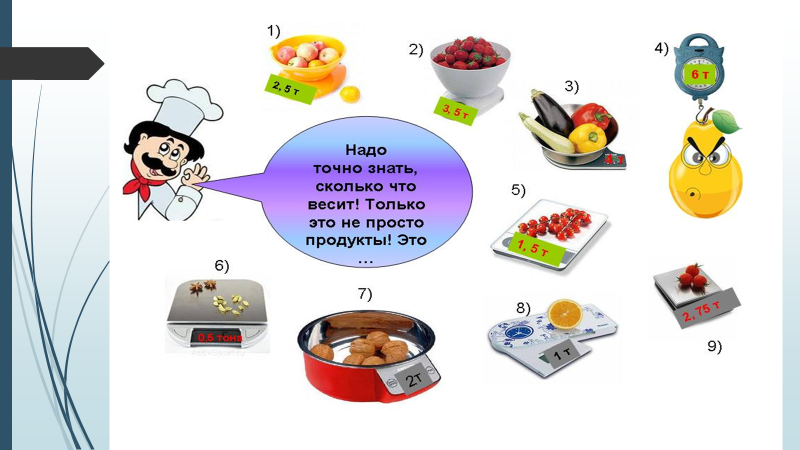 1)
2, 5 т
2)
3, 5 т
3)
4)
6 т
Надо
точно знать,
сколько что
весит! Только
это не просто
продукты! Это
...
5)
1, 5 т
6)
0,5 тонн
7)
2т
8)
1 т
2, 75 т
9)